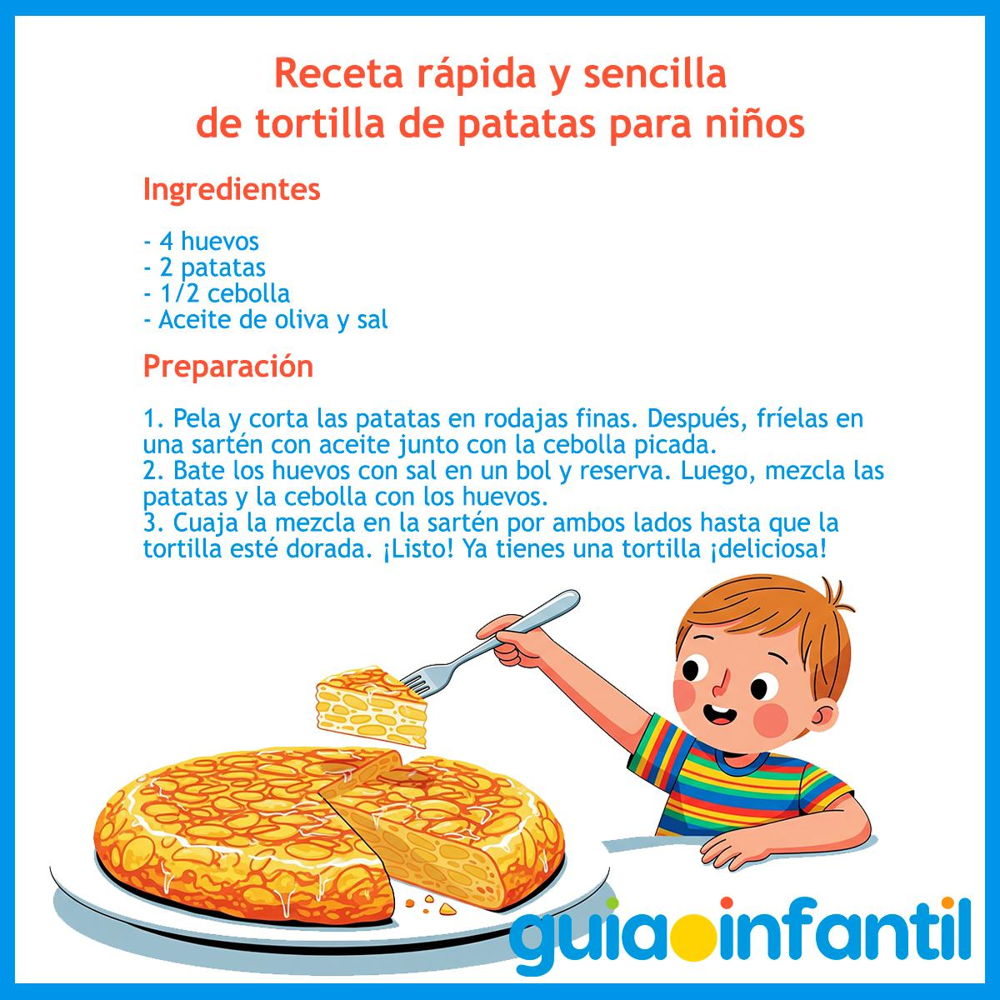 Receta rápida y sencilla
de tortilla de patatas para niños
Ingredientes
- 4 huevos
- 2 patatas
- 1/2 cebolla
- Aceite de oliva y sal
Preparación
1. Pela y corta las patatas en rodajas finas. Después, fríelas en
una sartén con aceite junto con la cebolla picada.
2. Bate los huevos con sal en un bol y reserva. Luego, mezcla las
patatas y la cebolla con los huevos.
3. Cuaja la mezcla en la sartén por ambos lados hasta que la
tortilla esté dorada. ¡Listo! Ya tienes una tortilla ¡deliciosa!
guiainfantil